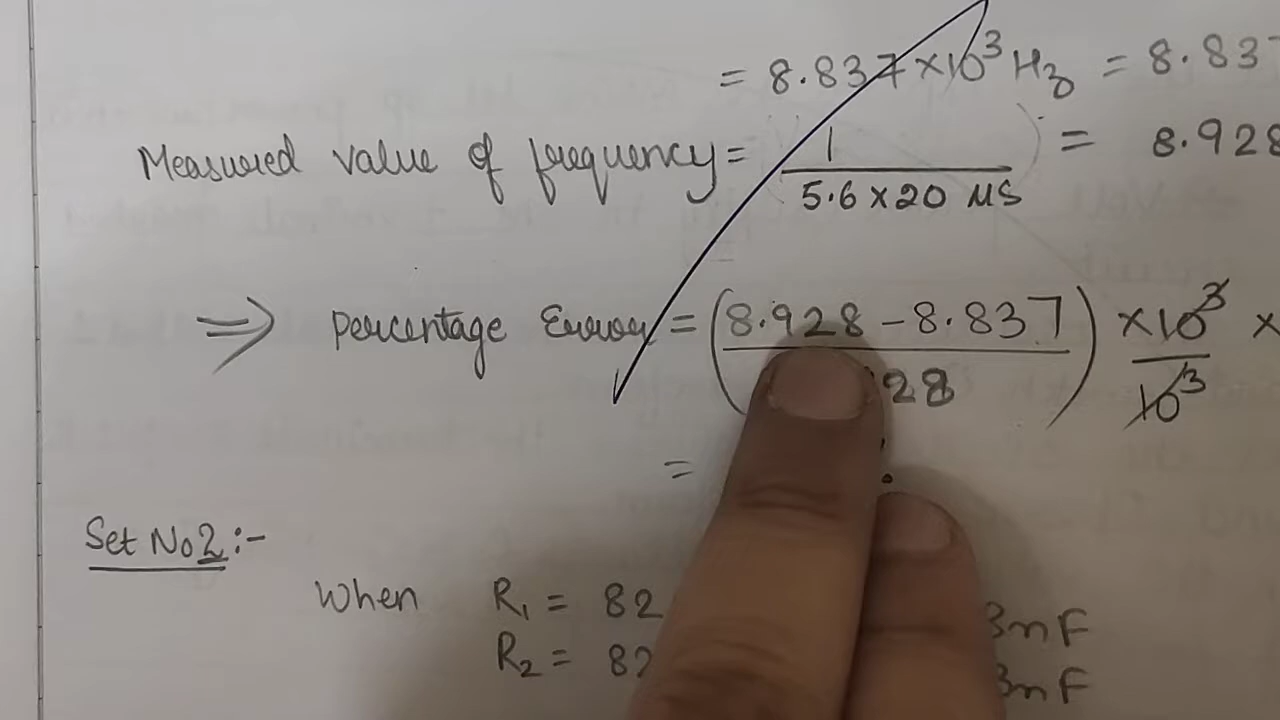 = 8.837 ×10³ Hz = 8.837
Measured value of frequency = 1 / 5.6 × 20 μs = 8.928
⇒ Percentage Error = (8.928 − 8.837 / 28) ×10³ / 10³ ×
=
Set No 2 :-
When R₁ = 82 3nF
R₂ = 82 3nF